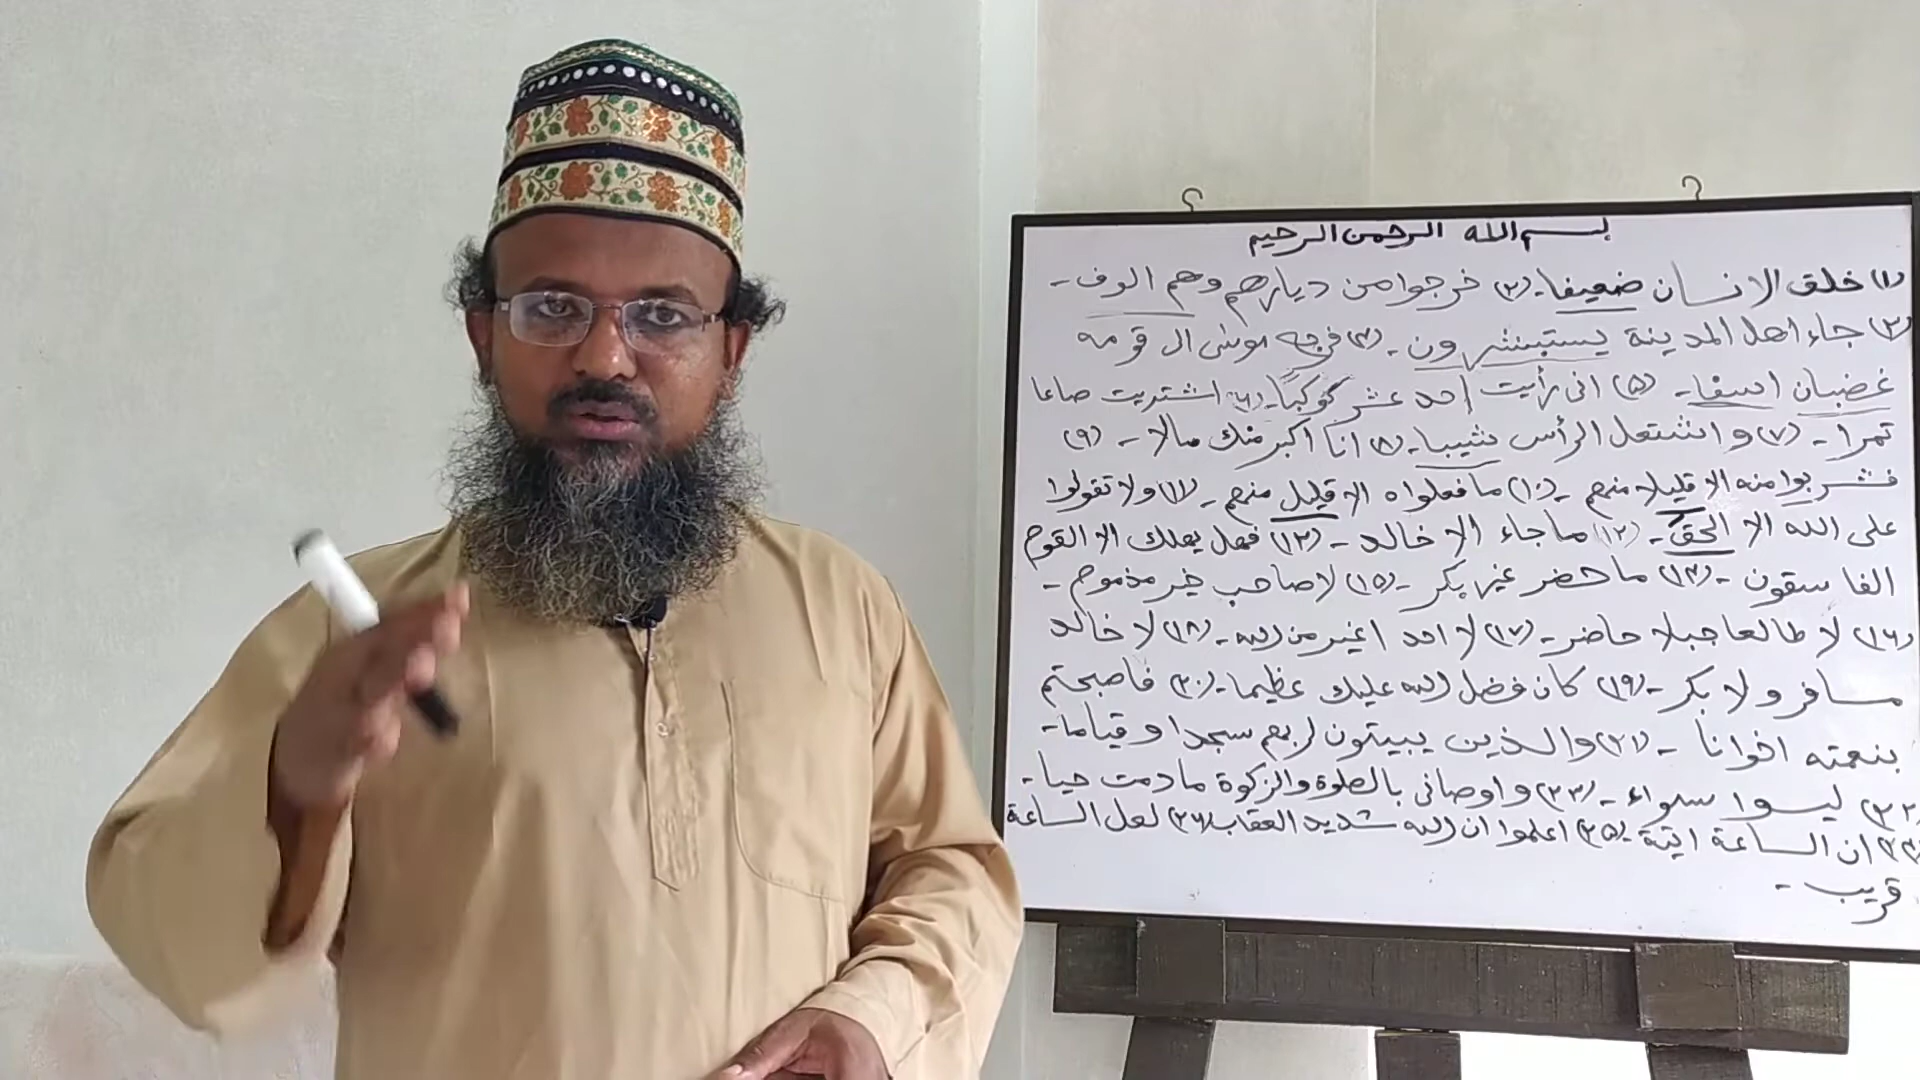 بسم الله الرحمن الرحيم
(١) خلق الانسان ضعيفا۔ (٢) خرجوا من ديارهم وهم الوف۔
(٣) جاء اهل المدينة يستبشرون۔ (٤) فرجع موسى الى قومه
غضبان اسفا۔ (٥) انى رأيت احد عشر كوكبًا۔ (٦) اشتريت صاعا
تمرا۔ (٧) واشتعل الرأس شيبا۔ (٨) انا اكبر منك مالا۔ (٩)
فشربوا منه الا قليلا منهم۔ (١٠) ما فعلواه الا قليل منهم۔ (١١) ولا تقولوا
على الله الا الحق۔ (١٢) ما جاء الا خالد۔ (١٣) فهل يهلك الا القوم
الفاسقون۔ (١٤) ما حضر غير بكر۔ (١٥) لا صاحب خير مذموم۔
(١٦) لا طالعا جبلا حاضر۔ (١٧) لا احد اغير من الله۔ (١٨) لا خالد
مسافر ولا بكر۔ (١٩) كان فضل الله عليك عظيما۔ (٢٠) فاصبحتم
بنعمته اخوانا۔ (٢١) والذين يبيتون لربهم سجدا وقياما۔
(٢٢) ليسوا سواء۔ (٢٣) واوصانى بالصلوة والزكوة مادمت حيا۔
(٢٤) ان الساعة اتية۔ (٢٥) اعلموا ان الله شديد العقاب (٢٦) لعل الساعة
قريب۔